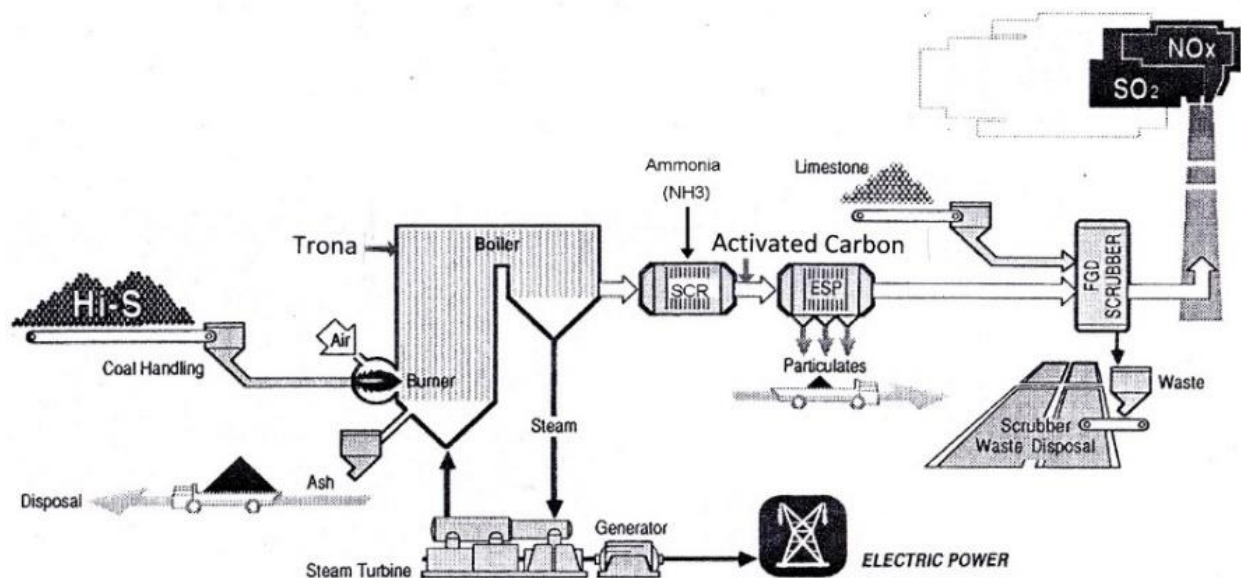 NOx
SO2
Ammonia
(NH3)
Limestone
Trona
Boiler
Activated Carbon
SCR
ESP
FGD
SCRUBBER
Hi-S
Air
Coal Handling
Burner
Particulates
Waste
Steam
Scrubber
Waste Disposal
Ash
Disposal
Generator
Steam Turbine
ELECTRIC POWER